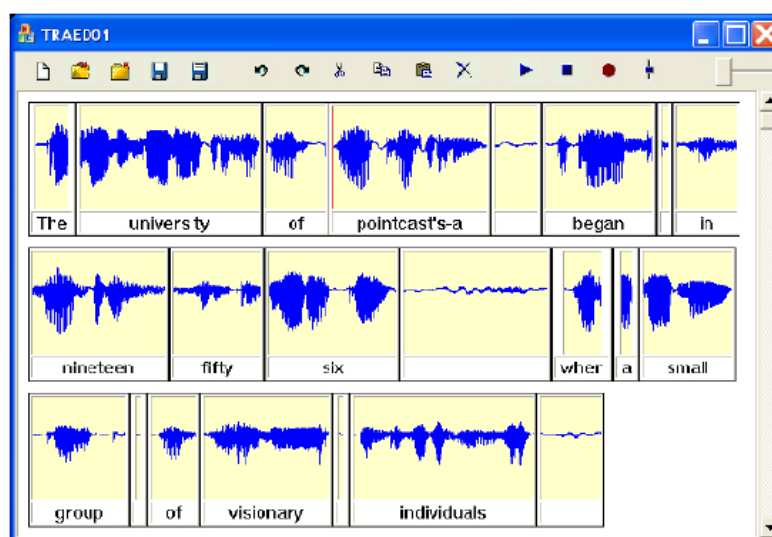 TRAED01
The university of pointcast's-a began in
nineteen fifty six wher a small
group of visionary individuals